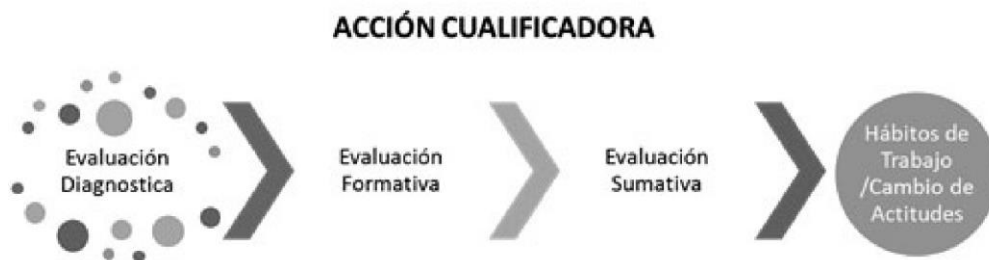 ACCIÓN CUALIFICADORA
Evaluación
Diagnostica
Evaluación
Formativa
Evaluación
Sumativa
Hábitos de
Trabajo
/Cambio de
Actitudes